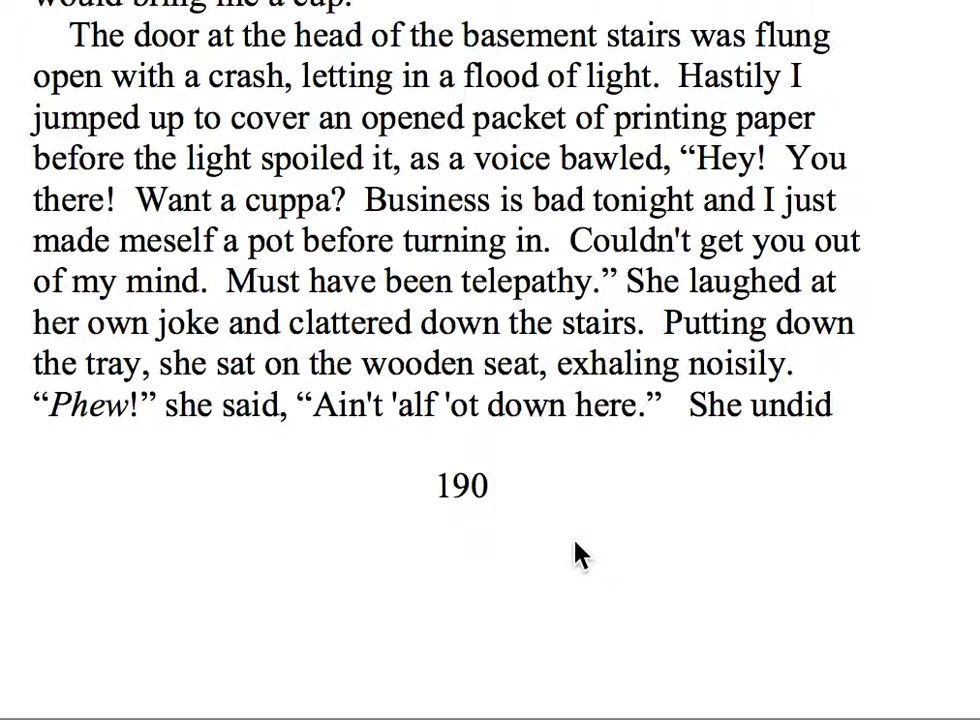 would bring me a cup.
The door at the head of the basement stairs was flung
open with a crash, letting in a flood of light.  Hastily I
jumped up to cover an opened packet of printing paper
before the light spoiled it, as a voice bawled, “Hey!  You
there!  Want a cuppa?  Business is bad tonight and I just
made meself a pot before turning in.  Couldn't get you out
of my mind.  Must have been telepathy.” She laughed at
her own joke and clattered down the stairs.  Putting down
the tray, she sat on the wooden seat, exhaling noisily.
“Phew!” she said, “Ain't 'alf 'ot down here.”   She undid
190